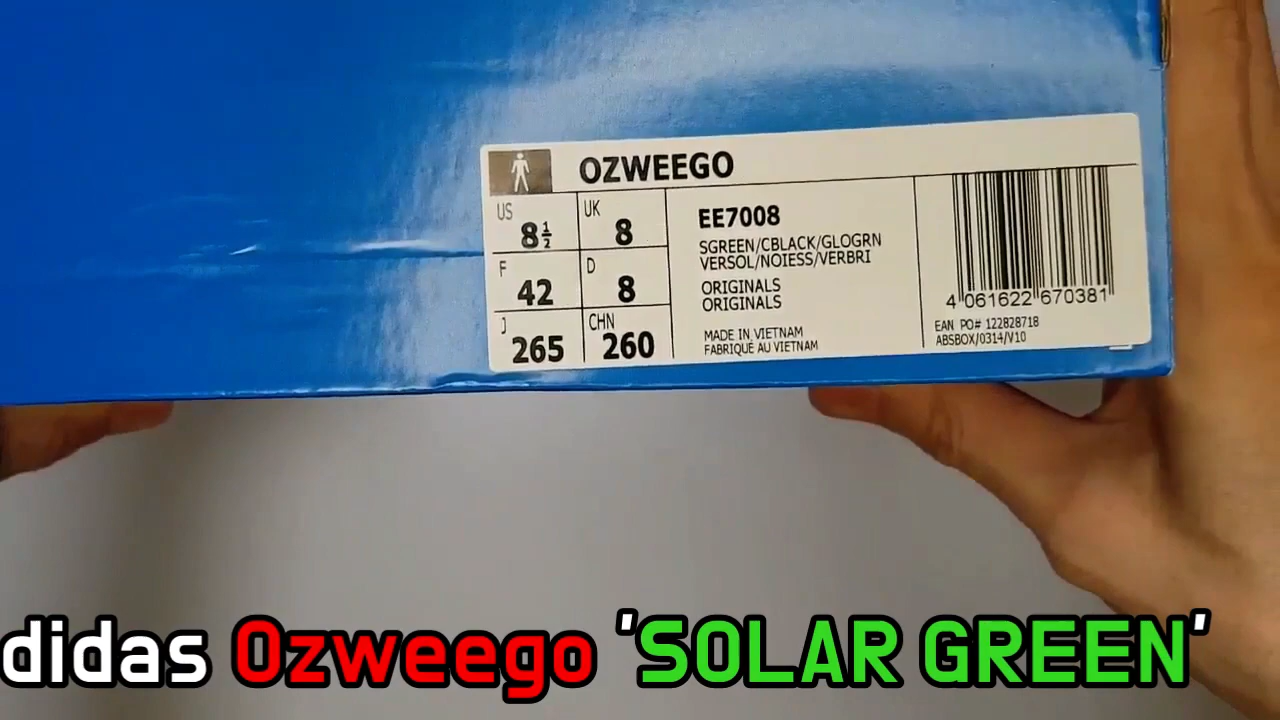 OZWEEGO
US 8½ UK 8
F 42 D 8
J 265 CHN 260
EE7008
SGREEN/CBLACK/GLOGRN
VERSOL/NOIESS/VERBRI
ORIGINALS
ORIGINALS
MADE IN VIETNAM
FABRIQUÉ AU VIETNAM
4 061622 670381
EAN PO# 122828718
ABSBOX/0314/V10
didas Ozweego 'SOLAR GREEN'